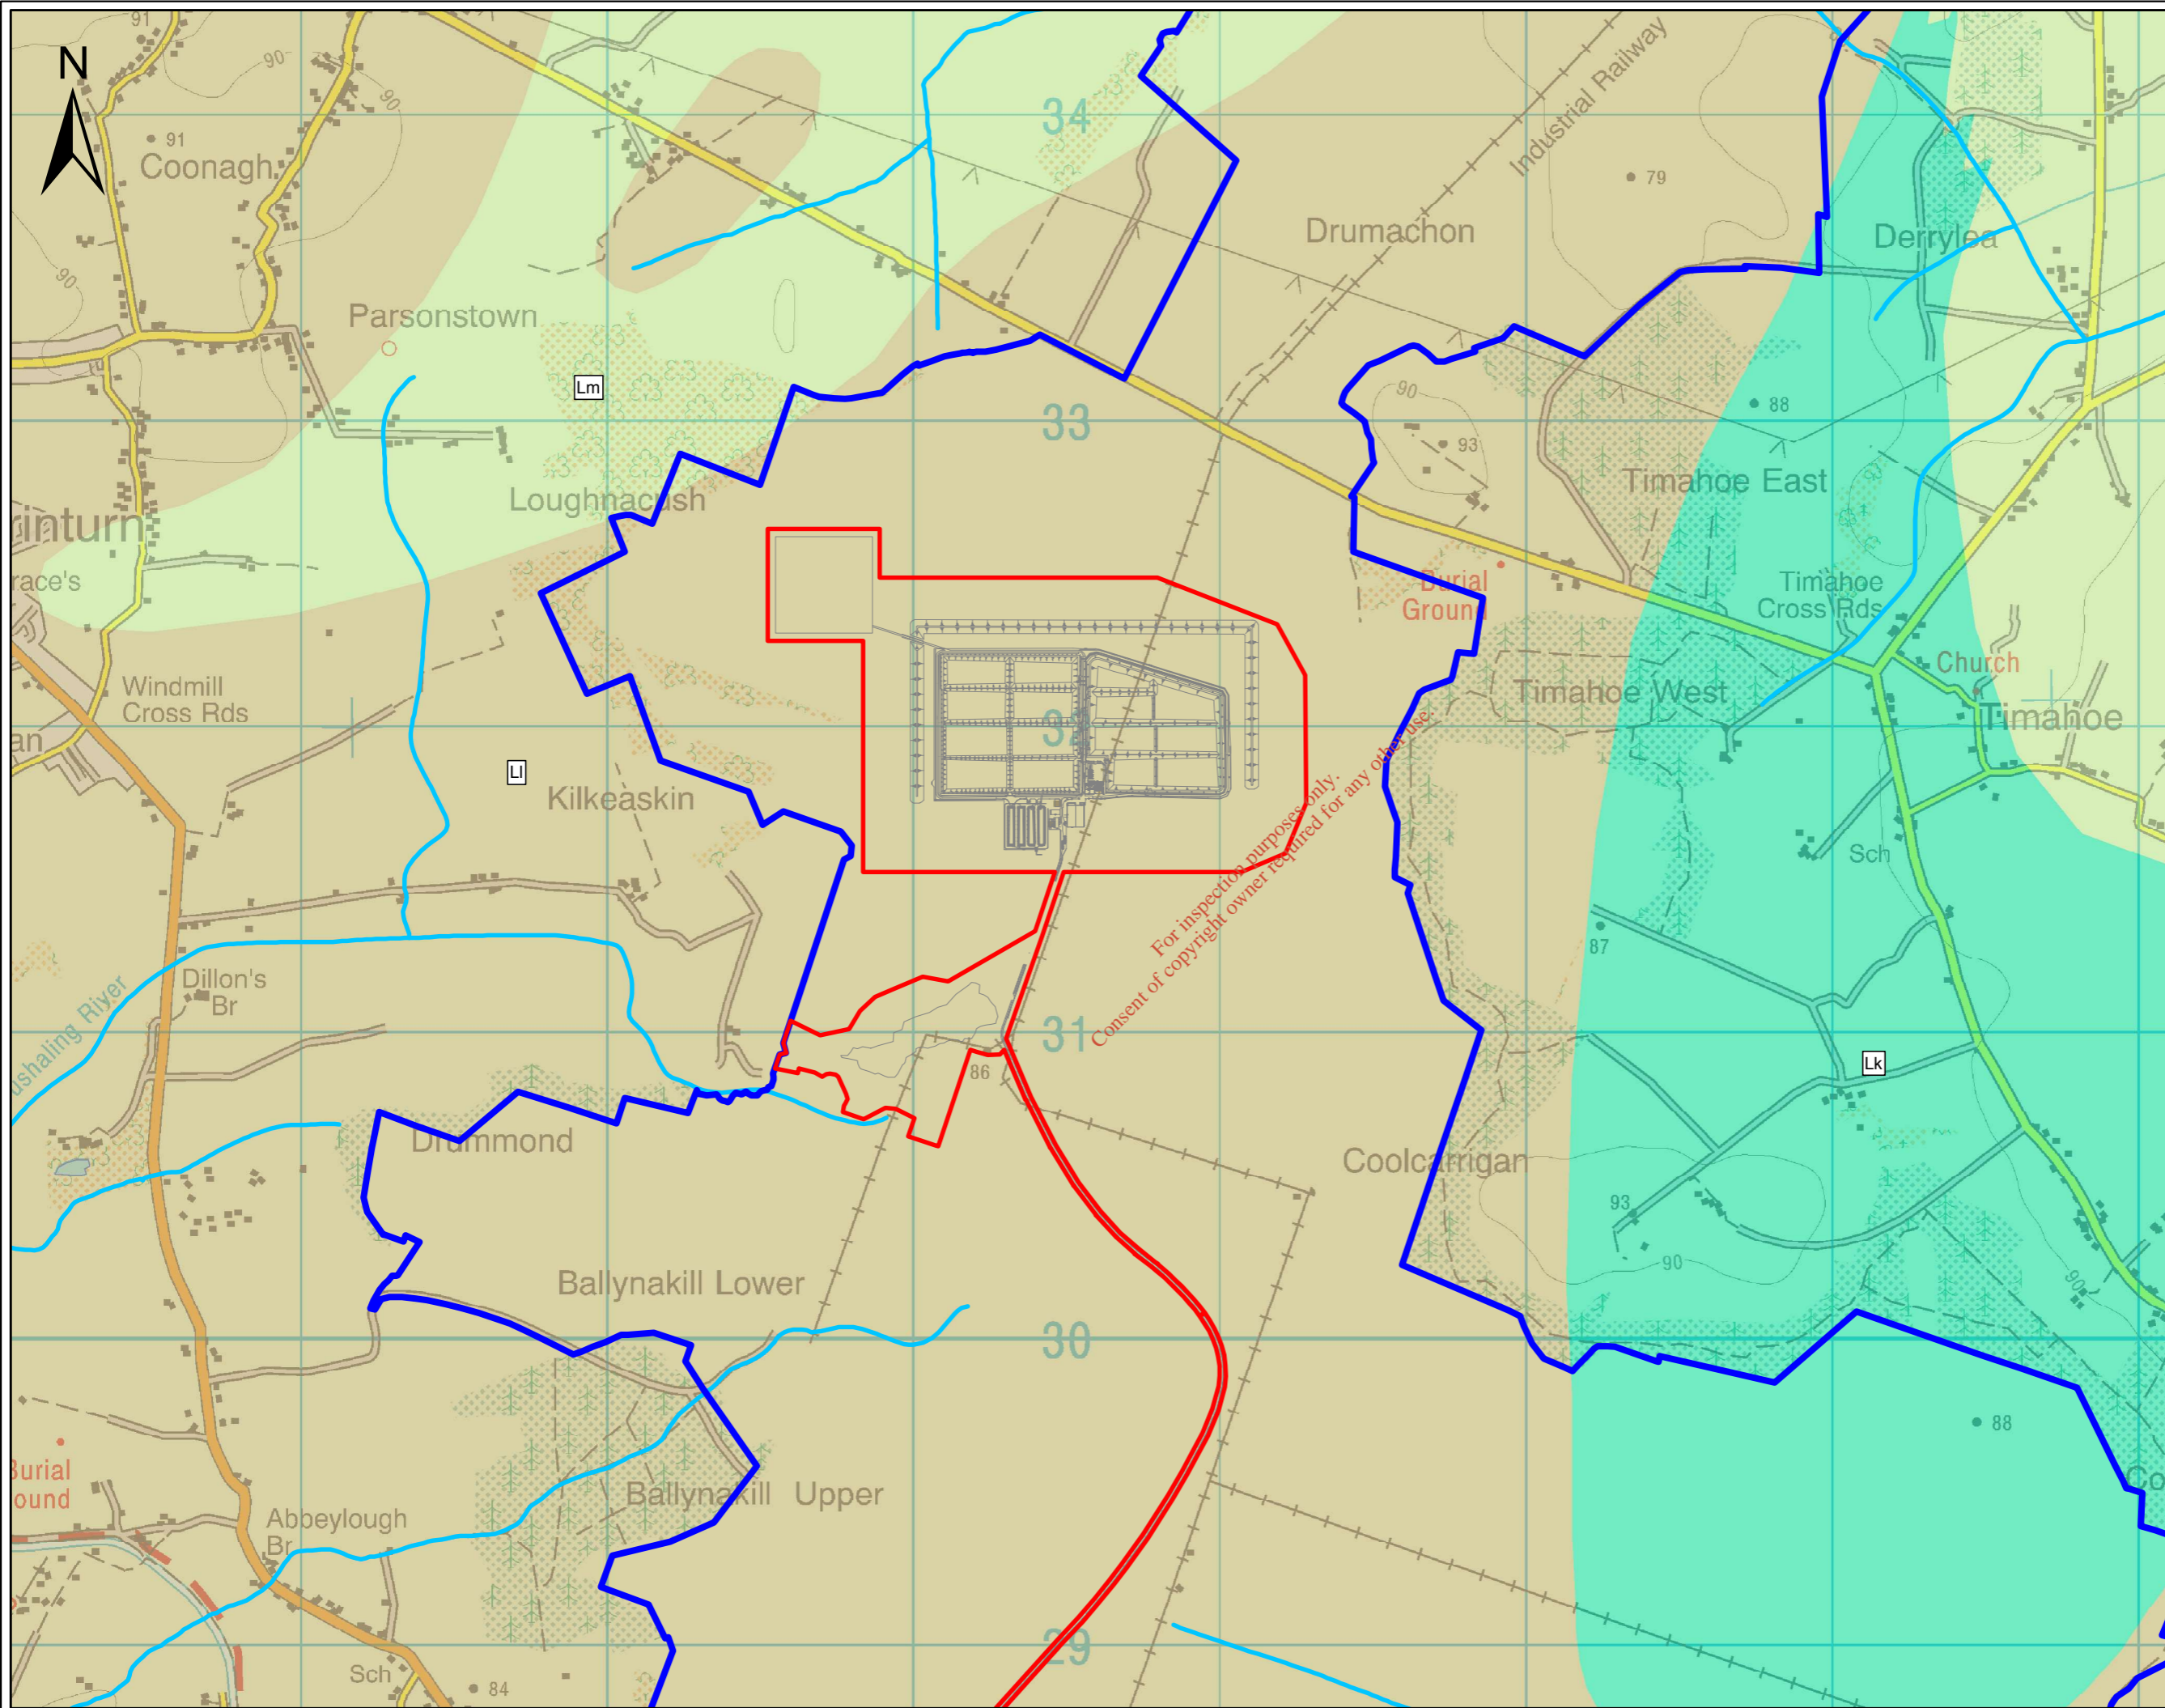 91
N
90
90
34
Industrial Railway
91
Coonagh
79
Drumachon
Derrylea
90
Parsonstown
Lm
90
88
33
93
Timahoe East
Loughnacush
Burial
Ground
Timahoe
Cross Rds
Church
Windmill
Cross Rds
Timahoe West
Timahoe
32
Ll
Kilkeaskin
Sch
For inspection purposes only.
Consent of copyright owner required for any other use.
87
Dillon's
Br
31
Lk
86
Drummond
Coolcarrigan
93
90
90
Ballynakill Lower
30
88
Ballynakill Upper
Abbeylough
Br
29
Sch
84